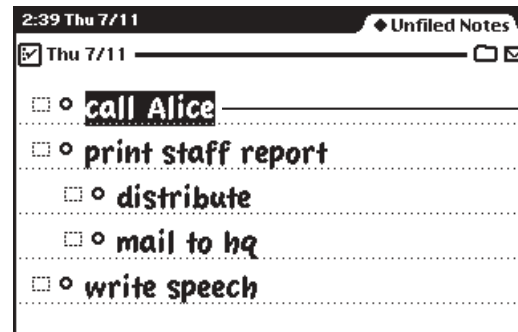 2:39 Thu 7/11 ◆Unfiled Notes
Thu 7/11
call Alice
print staff report
distribute
mail to hq
write speech